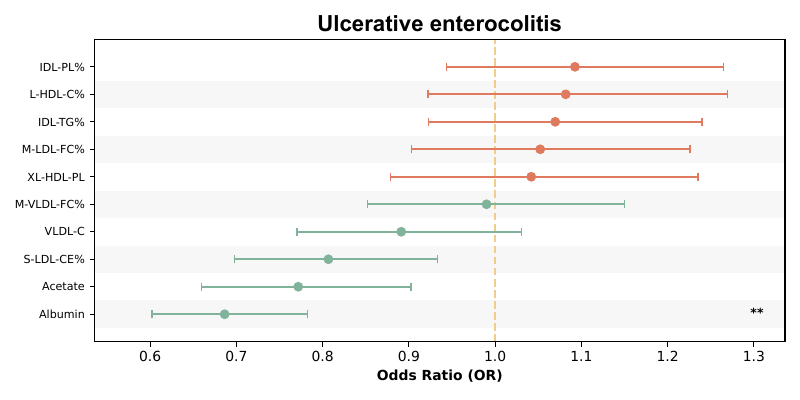 Ulcerative enterocolitis
IDL-PL%
L-HDL-C%
IDL-TG%
M-LDL-FC%
XL-HDL-PL
M-VLDL-FC%
VLDL-C
S-LDL-CE%
Acetate
Albumin **
0.6 0.7 0.8 0.9 1.0 1.1 1.2 1.3
Odds Ratio (OR)